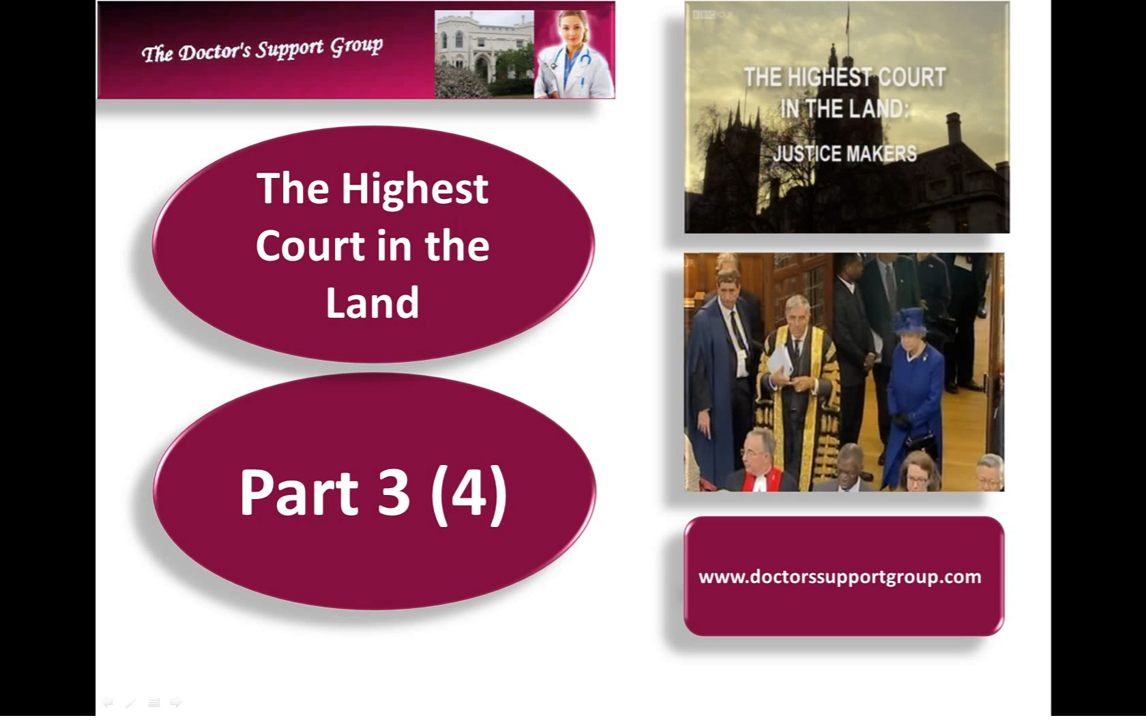 The Doctor's Support Group
The Highest
Court in the
Land
Part 3 (4)
THE HIGHEST COURT
IN THE LAND:
JUSTICE MAKERS
www.doctorssupportgroup.com